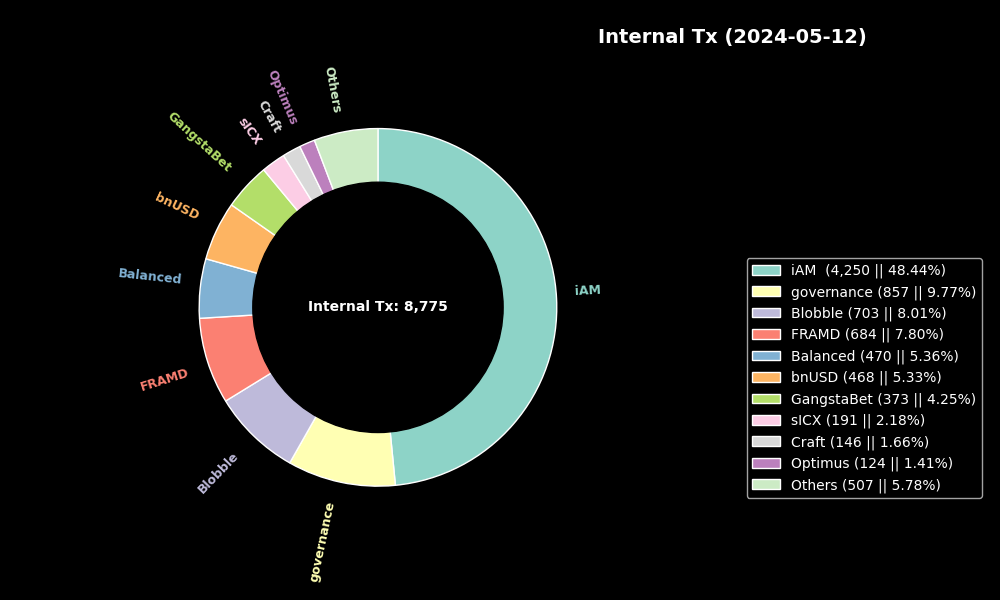 Internal Tx (2024-05-12)
Others
Optimus
Craft
sICX
GangstaBet
bnUSD
Balanced
FRAMD
Blobble
governance
iAM
Internal Tx: 8,775
iAM  (4,250 || 48.44%)
governance (857 || 9.77%)
Blobble (703 || 8.01%)
FRAMD (684 || 7.80%)
Balanced (470 || 5.36%)
bnUSD (468 || 5.33%)
GangstaBet (373 || 4.25%)
sICX (191 || 2.18%)
Craft (146 || 1.66%)
Optimus (124 || 1.41%)
Others (507 || 5.78%)